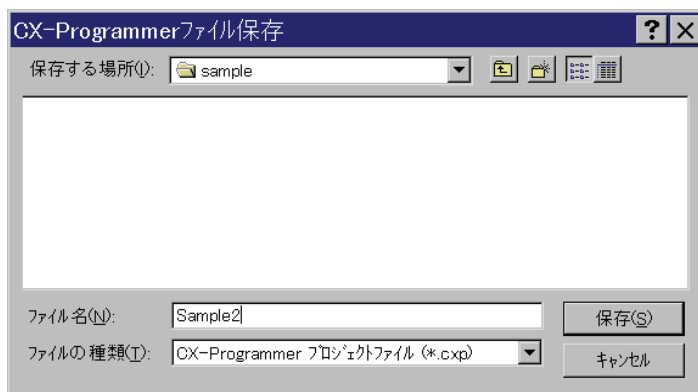 CX-Programmerファイル保存
保存する場所(I): sample
ファイル名(N): Sample2 保存(S)
ファイルの種類(T): CX-Programmer プロジェクトファイル (*.cxp) キャンセル